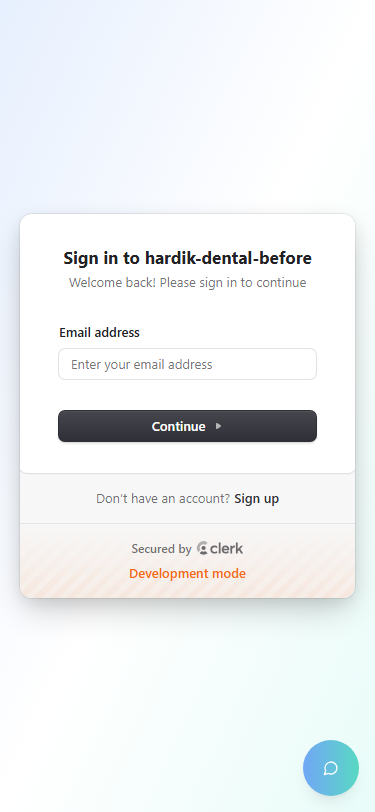 Sign in to hardik-dental-before
Welcome back! Please sign in to continue
Email address
Enter your email address
Continue
Don't have an account? Sign up
Secured by clerk
Development mode